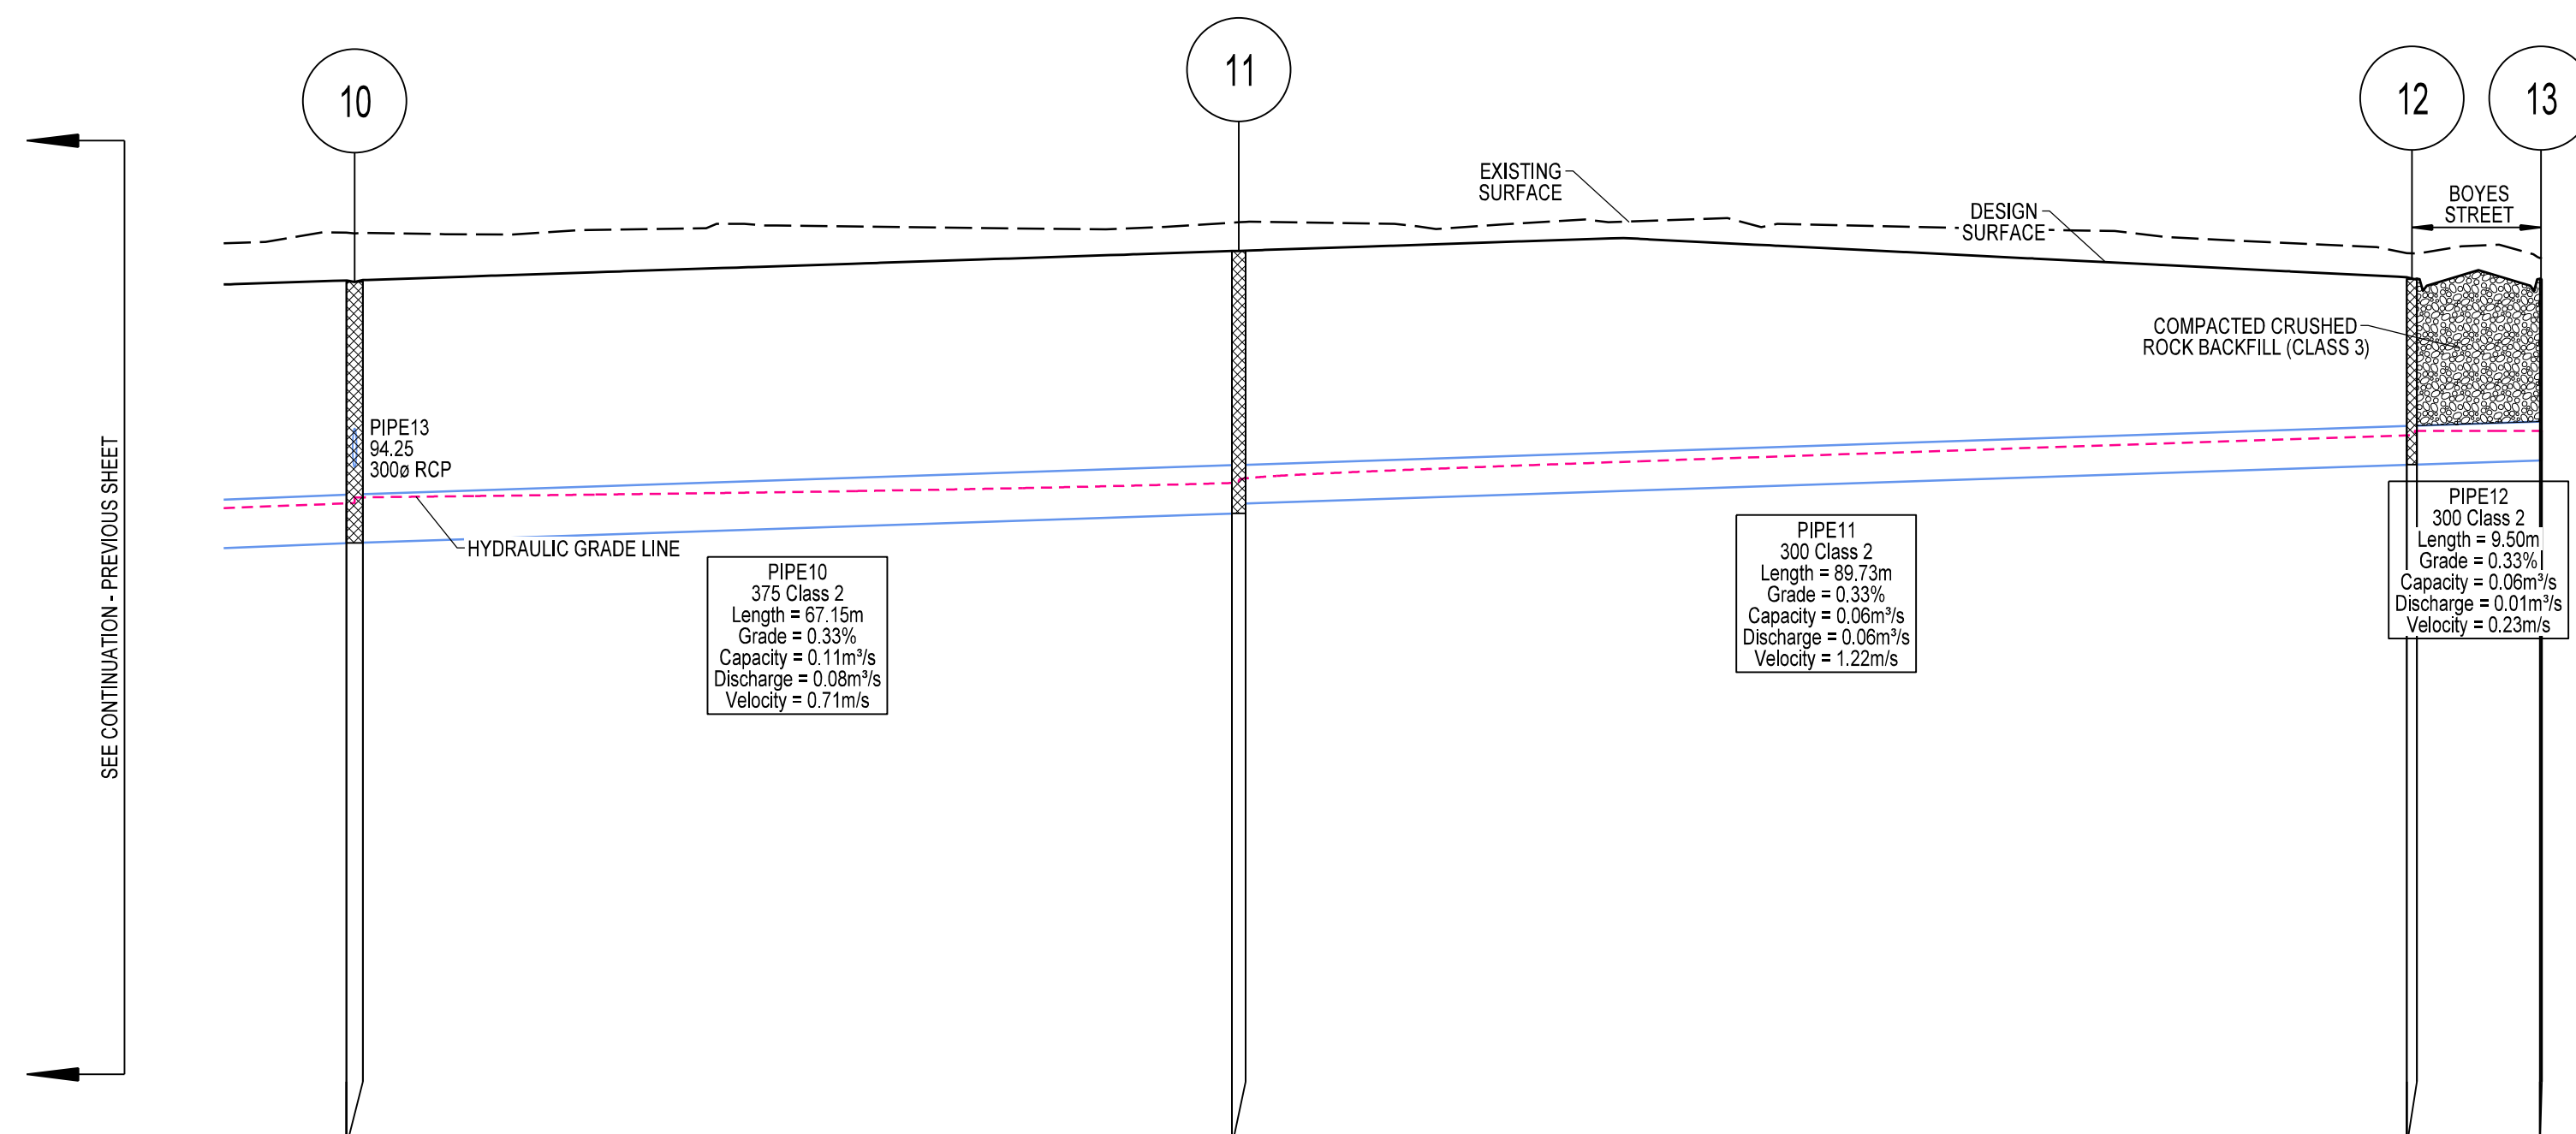 10
11
12
13
EXISTING
SURFACE
DESIGN
SURFACE
BOYES
STREET
COMPACTED CRUSHED
ROCK BACKFILL (CLASS 3)
PIPE13
94.25
300ø RCP
HYDRAULIC GRADE LINE
SEE CONTINUATION - PREVIOUS SHEET
PIPE10
375 Class 2
Length = 67.15m
Grade = 0.33%
Capacity = 0.11m³/s
Discharge = 0.08m³/s
Velocity = 0.71m/s
PIPE11
300 Class 2
Length = 89.73m
Grade = 0.33%
Capacity = 0.06m³/s
Discharge = 0.06m³/s
Velocity = 1.22m/s
PIPE12
300 Class 2
Length = 9.50m
Grade = 0.33%
Capacity = 0.06m³/s
Discharge = 0.01m³/s
Velocity = 0.23m/s